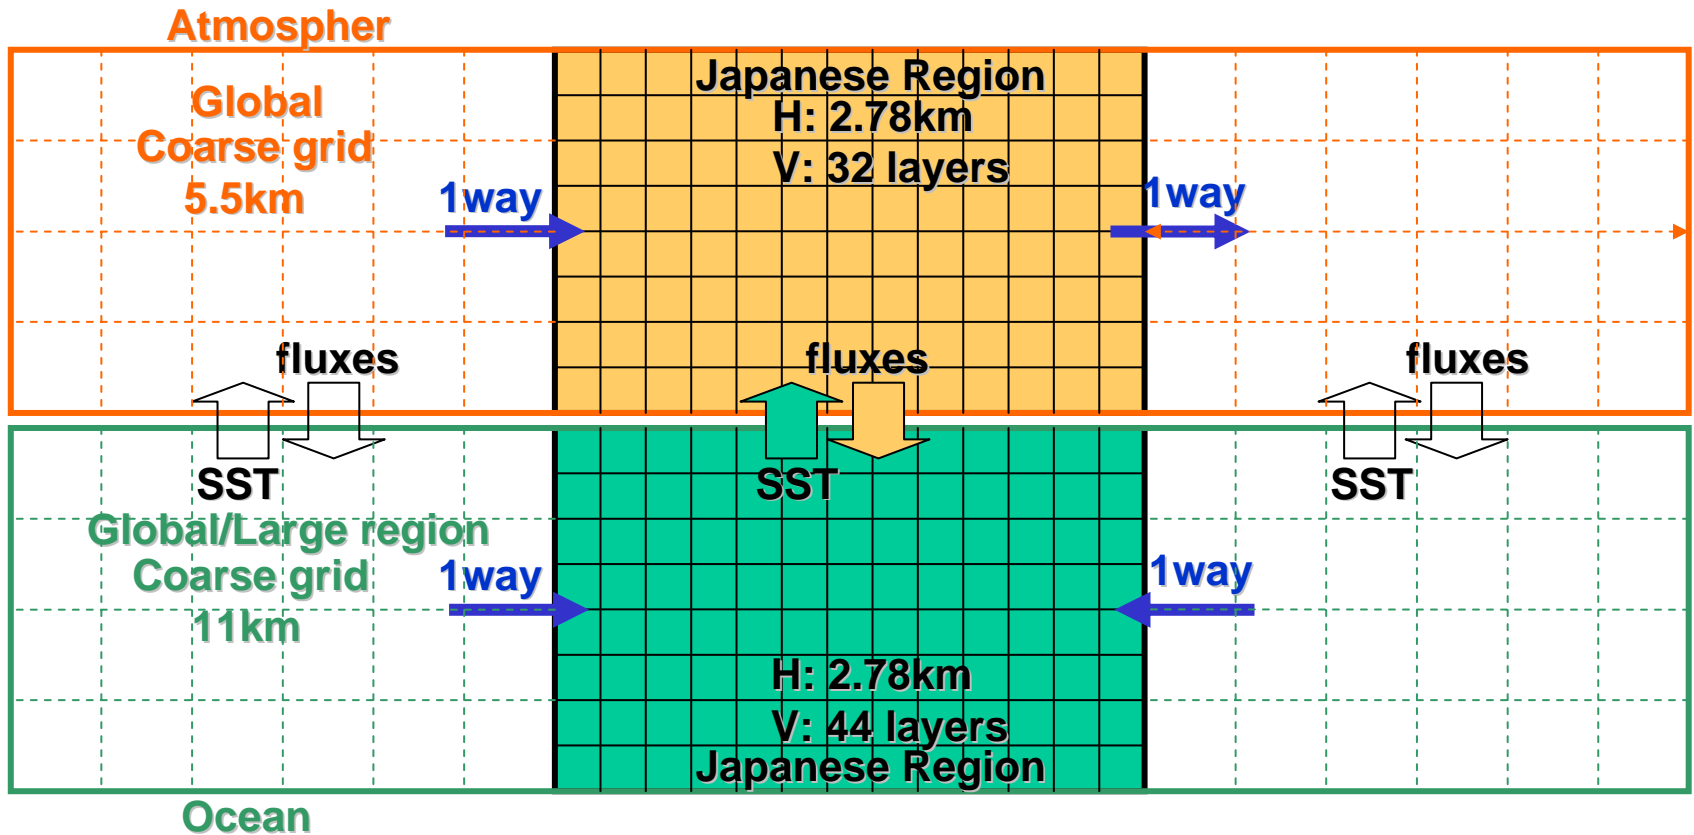 Atmospher
Global
Coarse grid
5.5km
Japanese Region
H: 2.78km
V: 32 layers
1way
1way
fluxes
fluxes
fluxes
SST
SST
SST
Global/Large region
Coarse grid
11km
1way
1way
H: 2.78km
V: 44 layers
Japanese Region
Ocean